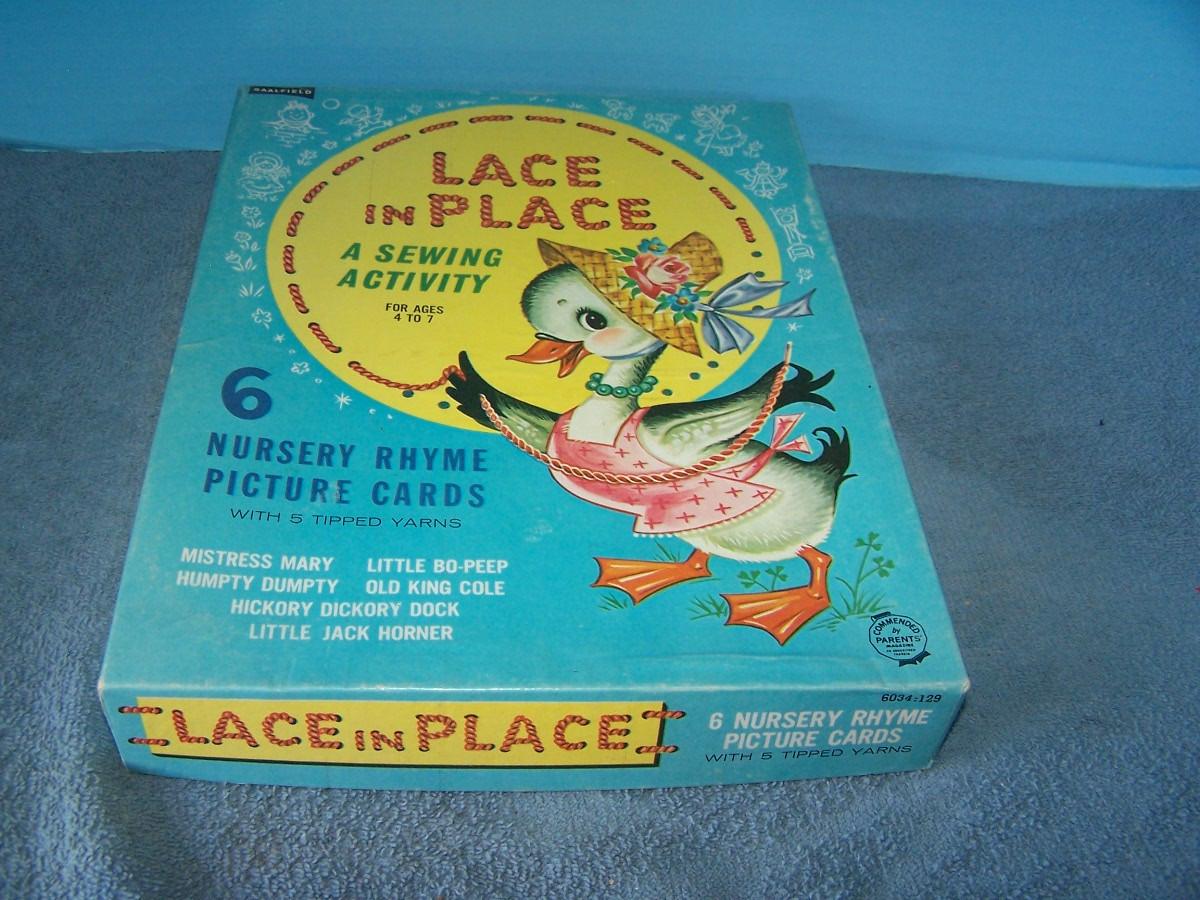 SAALFIELD
LACE
IN PLACE
A SEWING
ACTIVITY
FOR AGES
4 TO 7
6
NURSERY RHYME
PICTURE CARDS
WITH 5 TIPPED YARNS
MISTRESS MARY LITTLE BO-PEEP
HUMPTY DUMPTY OLD KING COLE
HICKORY DICKORY DOCK
LITTLE JACK HORNER
COMMENDED
by
PARENTS'
MAGAZINE
6034:129
LACE IN PLACE
6 NURSERY RHYME
PICTURE CARDS
WITH 5 TIPPED YARNS